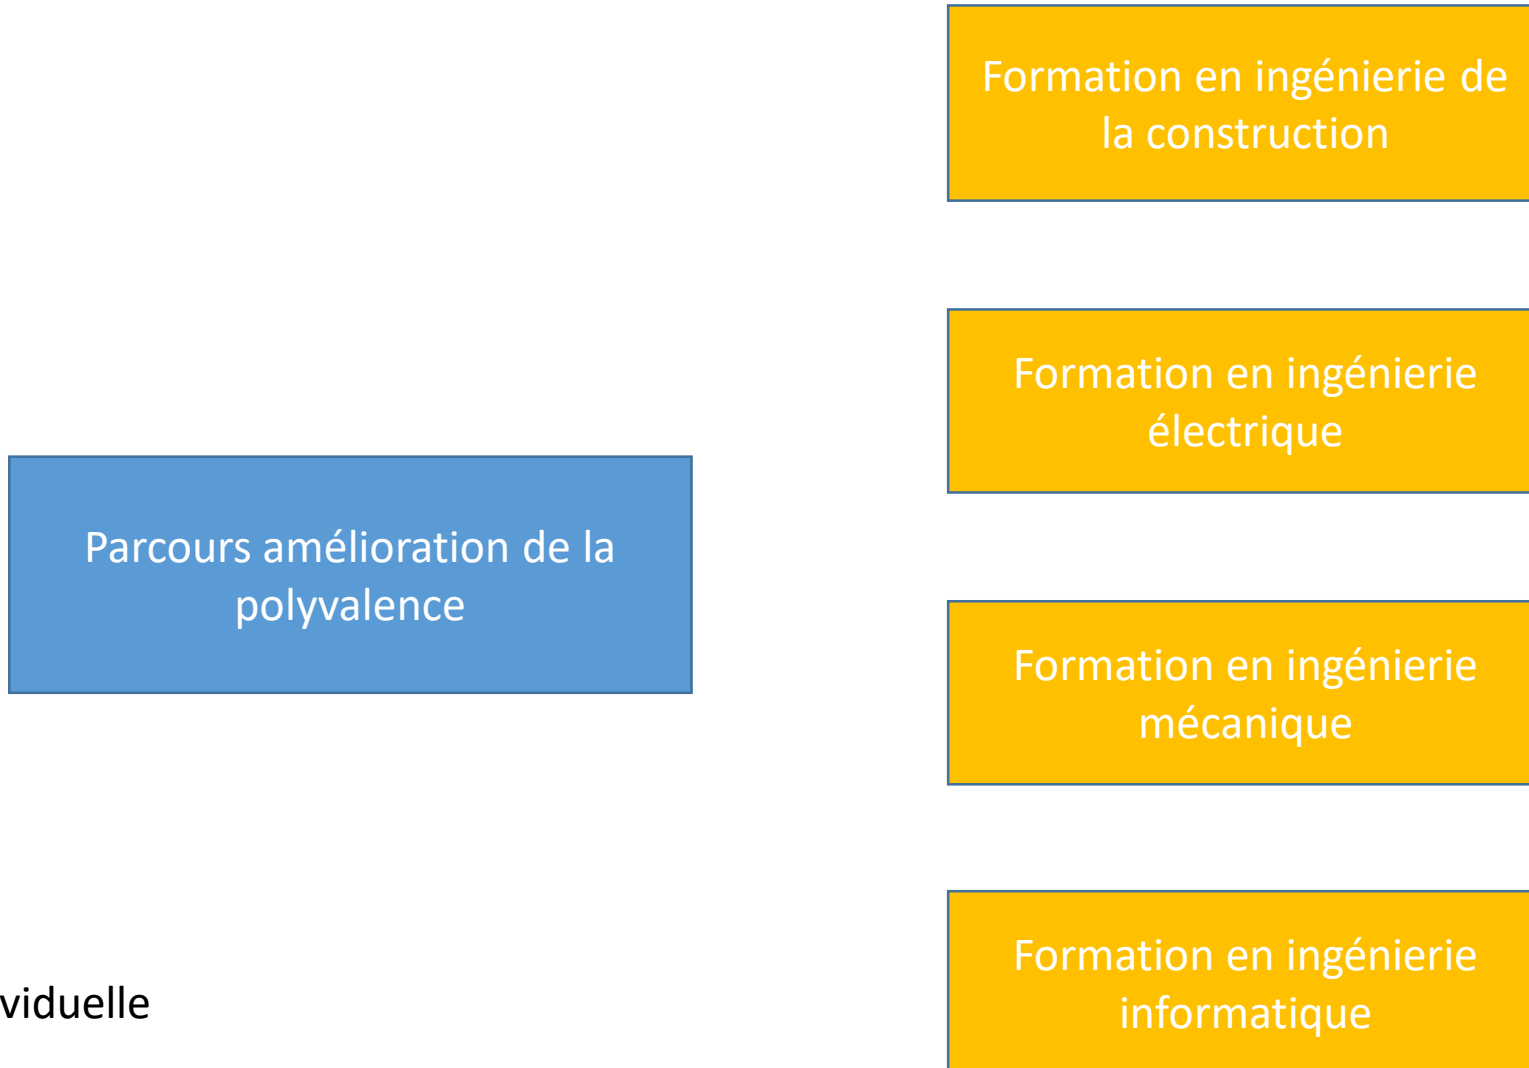 Formation en ingénierie de
la construction
Formation en ingénierie
électrique
Parcours amélioration de la
polyvalence
Formation en ingénierie
mécanique
Formation en ingénierie
informatique
viduelle